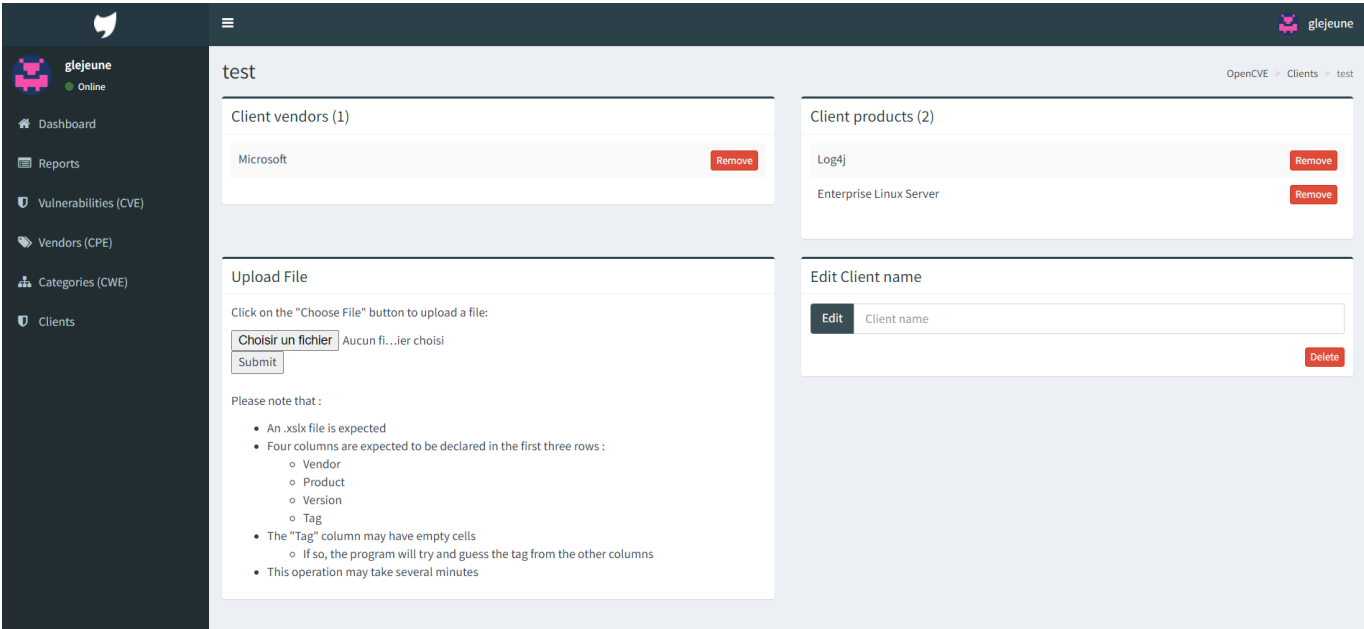 glejeune
glejeune
Online
Dashboard
Reports
Vulnerabilities (CVE)
Vendors (CPE)
Categories (CWE)
Clients
test
OpenCVE > Clients > test
Client vendors (1)
Microsoft Remove
Client products (2)
Log4j Remove
Enterprise Linux Server Remove
Upload File
Click on the "Choose File" button to upload a file:
Choisir un fichier Aucun fi...ier choisi
Submit
Please note that :
An .xslx file is expected
Four columns are expected to be declared in the first three rows :
Vendor
Product
Version
Tag
The "Tag" column may have empty cells
If so, the program will try and guess the tag from the other columns
This operation may take several minutes
Edit Client name
Edit Client name
Delete